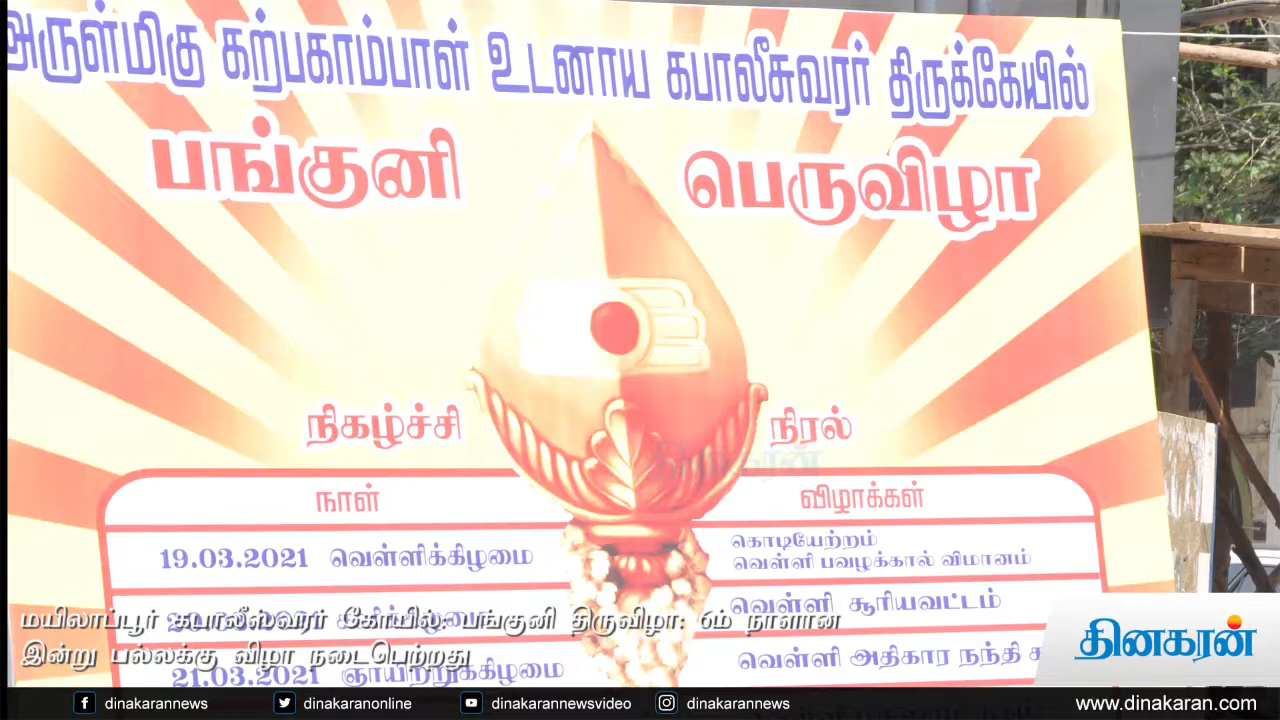 அருள்மிகு கற்பகாம்பாள் உடனாய கபாலீசுவரர் திருக்கேயில்
பங்குனி பெருவிழா
நிகழ்ச்சி நிரல்
நாள் விழாக்கள்
19.03.2021 வெள்ளிக்கிழமை
கொடியேற்றம்
வெள்ளி பவழக்கால் விமானம்
வெள்ளி சூரியவட்டம்
21.03.2021 ஞாயிற்றுக்கிழமை வெள்ளி அதிகார நந்தி
மயிலாப்பூர் கபாலீஸ்வரர் கோயில்: பங்குனி திருவிழா: 6ம் நாளான
இன்று பல்லக்கு விழா நடைபெற்றது
தினகரன்
dinakarannews dinakaranonline dinakarannewsvideo dinakarannews www.dinakaran.com